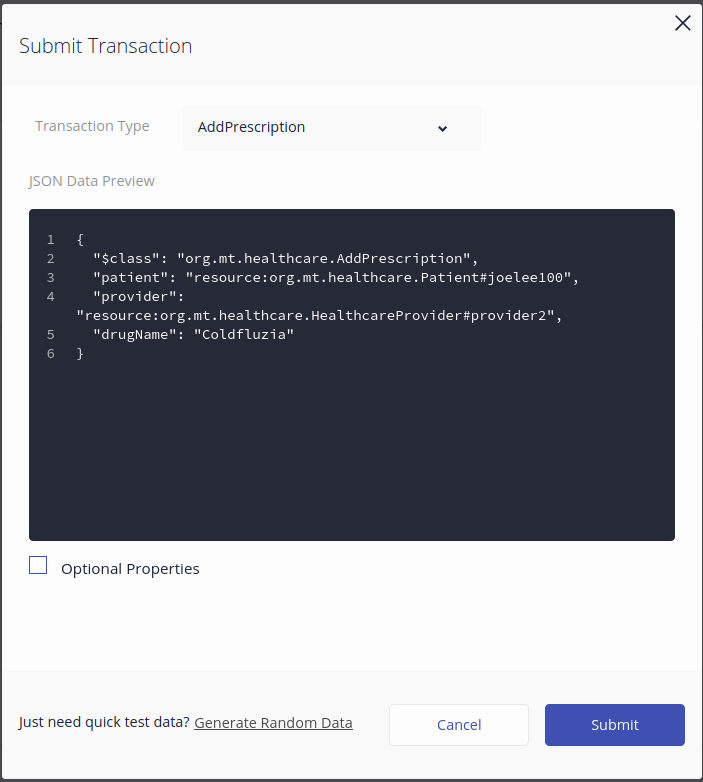 Submit Transaction
Transaction Type AddPrescription
JSON Data Preview
1 {
2   "$class": "org.mt.healthcare.AddPrescription",
3   "patient": "resource:org.mt.healthcare.Patient#joelee100",
4   "provider":
"resource:org.mt.healthcare.HealthcareProvider#provider2",
5   "drugName": "Coldfluzia"
6 }
Optional Properties
Just need quick test data? Generate Random Data Cancel Submit